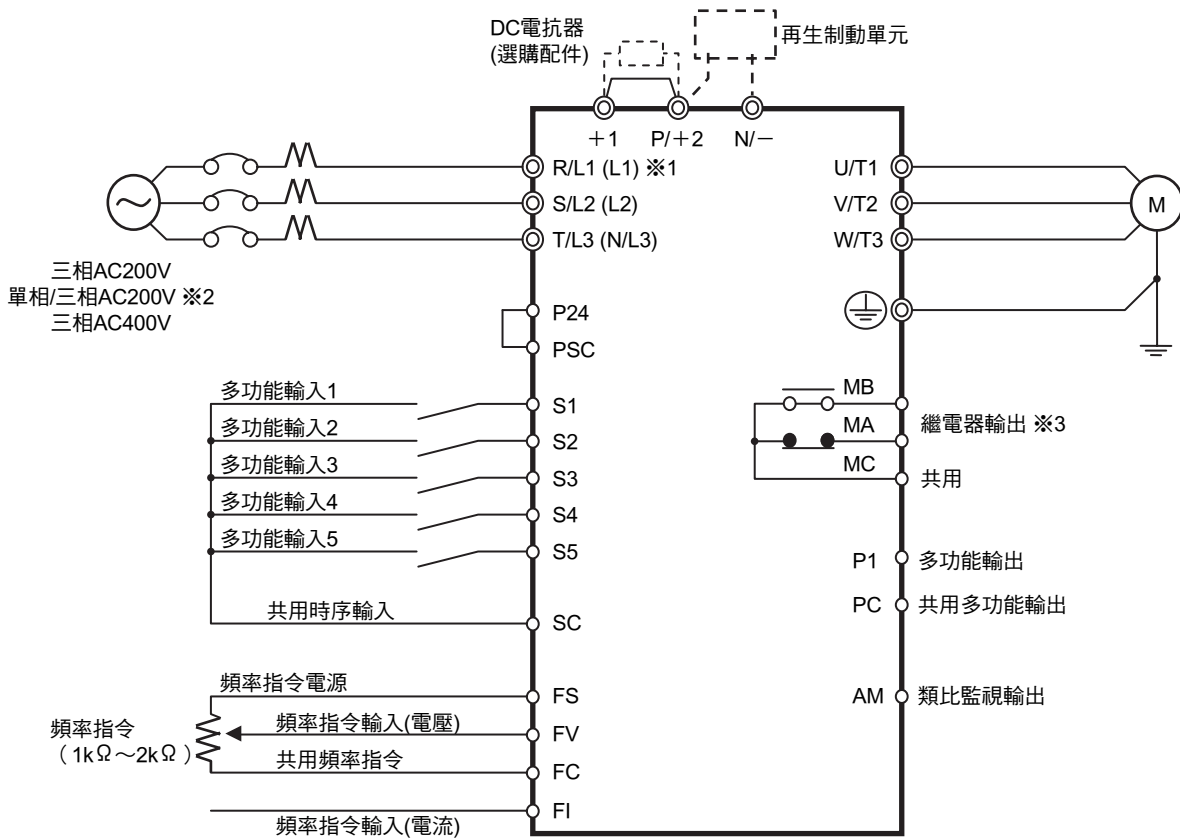 DC電抗器
(選購配件)
再生制動單元
+1
P/+2
N/−
R/L1 (L1) ※1
S/L2 (L2)
T/L3 (N/L3)
三相AC200V
單相/三相AC200V ※2
三相AC400V
U/T1
V/T2
W/T3
M
P24
PSC
多功能輸入1
S1
多功能輸入2
S2
多功能輸入3
S3
多功能輸入4
S4
多功能輸入5
S5
共用時序輸入
SC
MB
MA
繼電器輸出 ※3
MC
共用
P1
多功能輸出
PC
共用多功能輸出
AM
類比監視輸出
頻率指令電源
FS
頻率指令
(1kΩ～2kΩ)
頻率指令輸入(電壓)
FV
共用頻率指令
FC
FI
頻率指令輸入(電流)